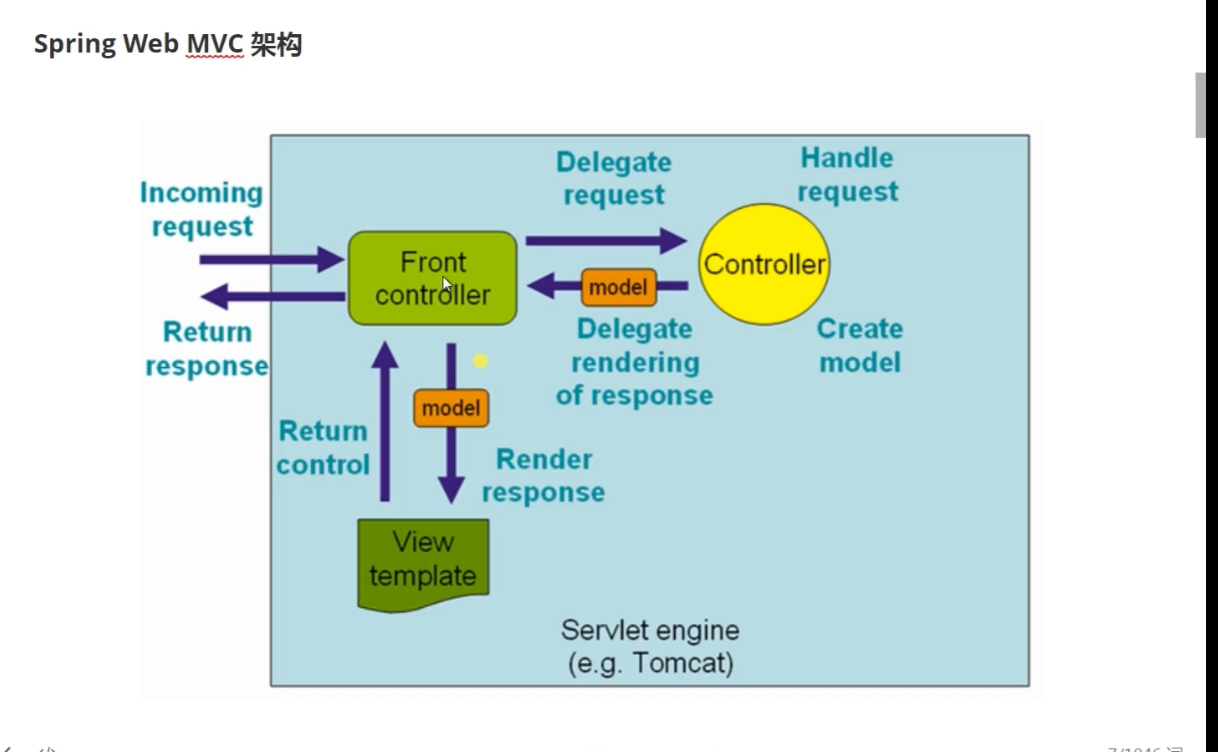 Spring Web MVC 架构
Incoming
request
Return
response
Front
controller
Delegate
request
Handle
request
Controller
model
Delegate
rendering
of response
Create
model
Return
control
model
Render
response
View
template
Servlet engine
(e.g. Tomcat)